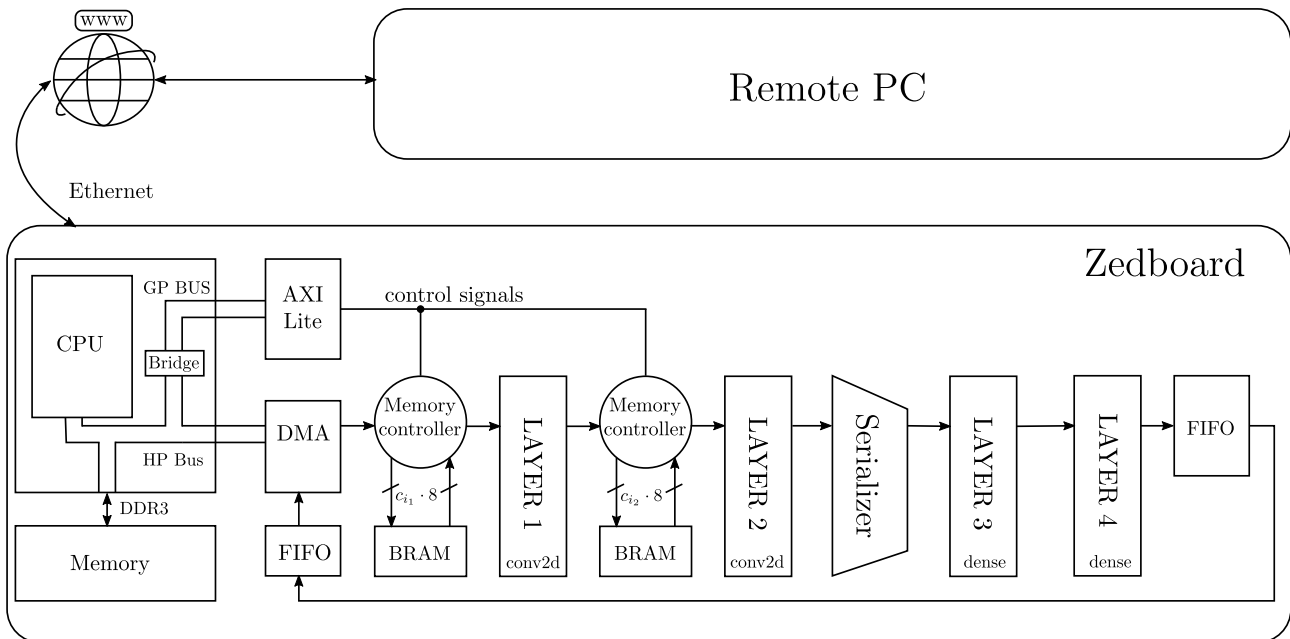 www
Remote PC
Ethernet
Zedboard
GP BUS
CPU
Bridge
HP Bus
DDR3
Memory
AXI
Lite
control signals
DMA
FIFO
Memory
controller
c_{i_1} · 8
BRAM
LAYER 1
conv2d
Memory
controller
c_{i_2} · 8
BRAM
LAYER 2
conv2d
Serializer
LAYER 3
dense
LAYER 4
dense
FIFO